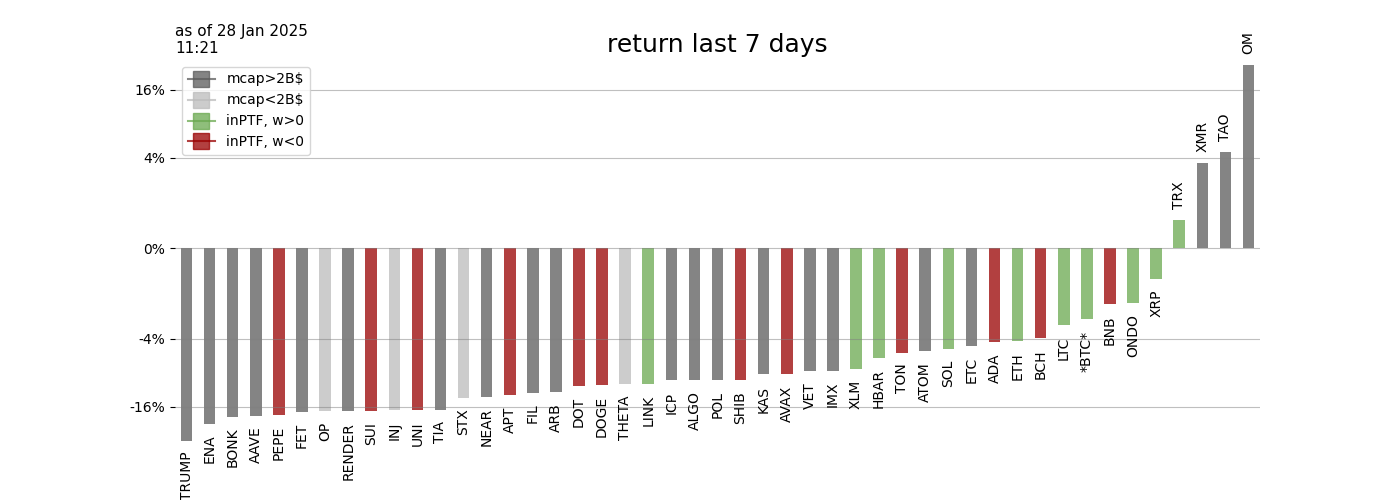 as of 28 Jan 2025
11:21
return last 7 days
mcap>2B$
mcap<2B$
inPTF, w>0
inPTF, w<0
16%
4%
0%
-4%
-16%
TRUMP
ENA
BONK
AAVE
PEPE
FET
OP
RENDER
SUI
INJ
UNI
TIA
STX
NEAR
APT
FIL
ARB
DOT
DOGE
THETA
LINK
ICP
ALGO
POL
SHIB
KAS
AVAX
VET
IMX
XLM
HBAR
TON
ATOM
SOL
ETC
ADA
ETH
BCH
LTC
*BTC*
BNB
ONDO
XRP
TRX
XMR
TAO
OM